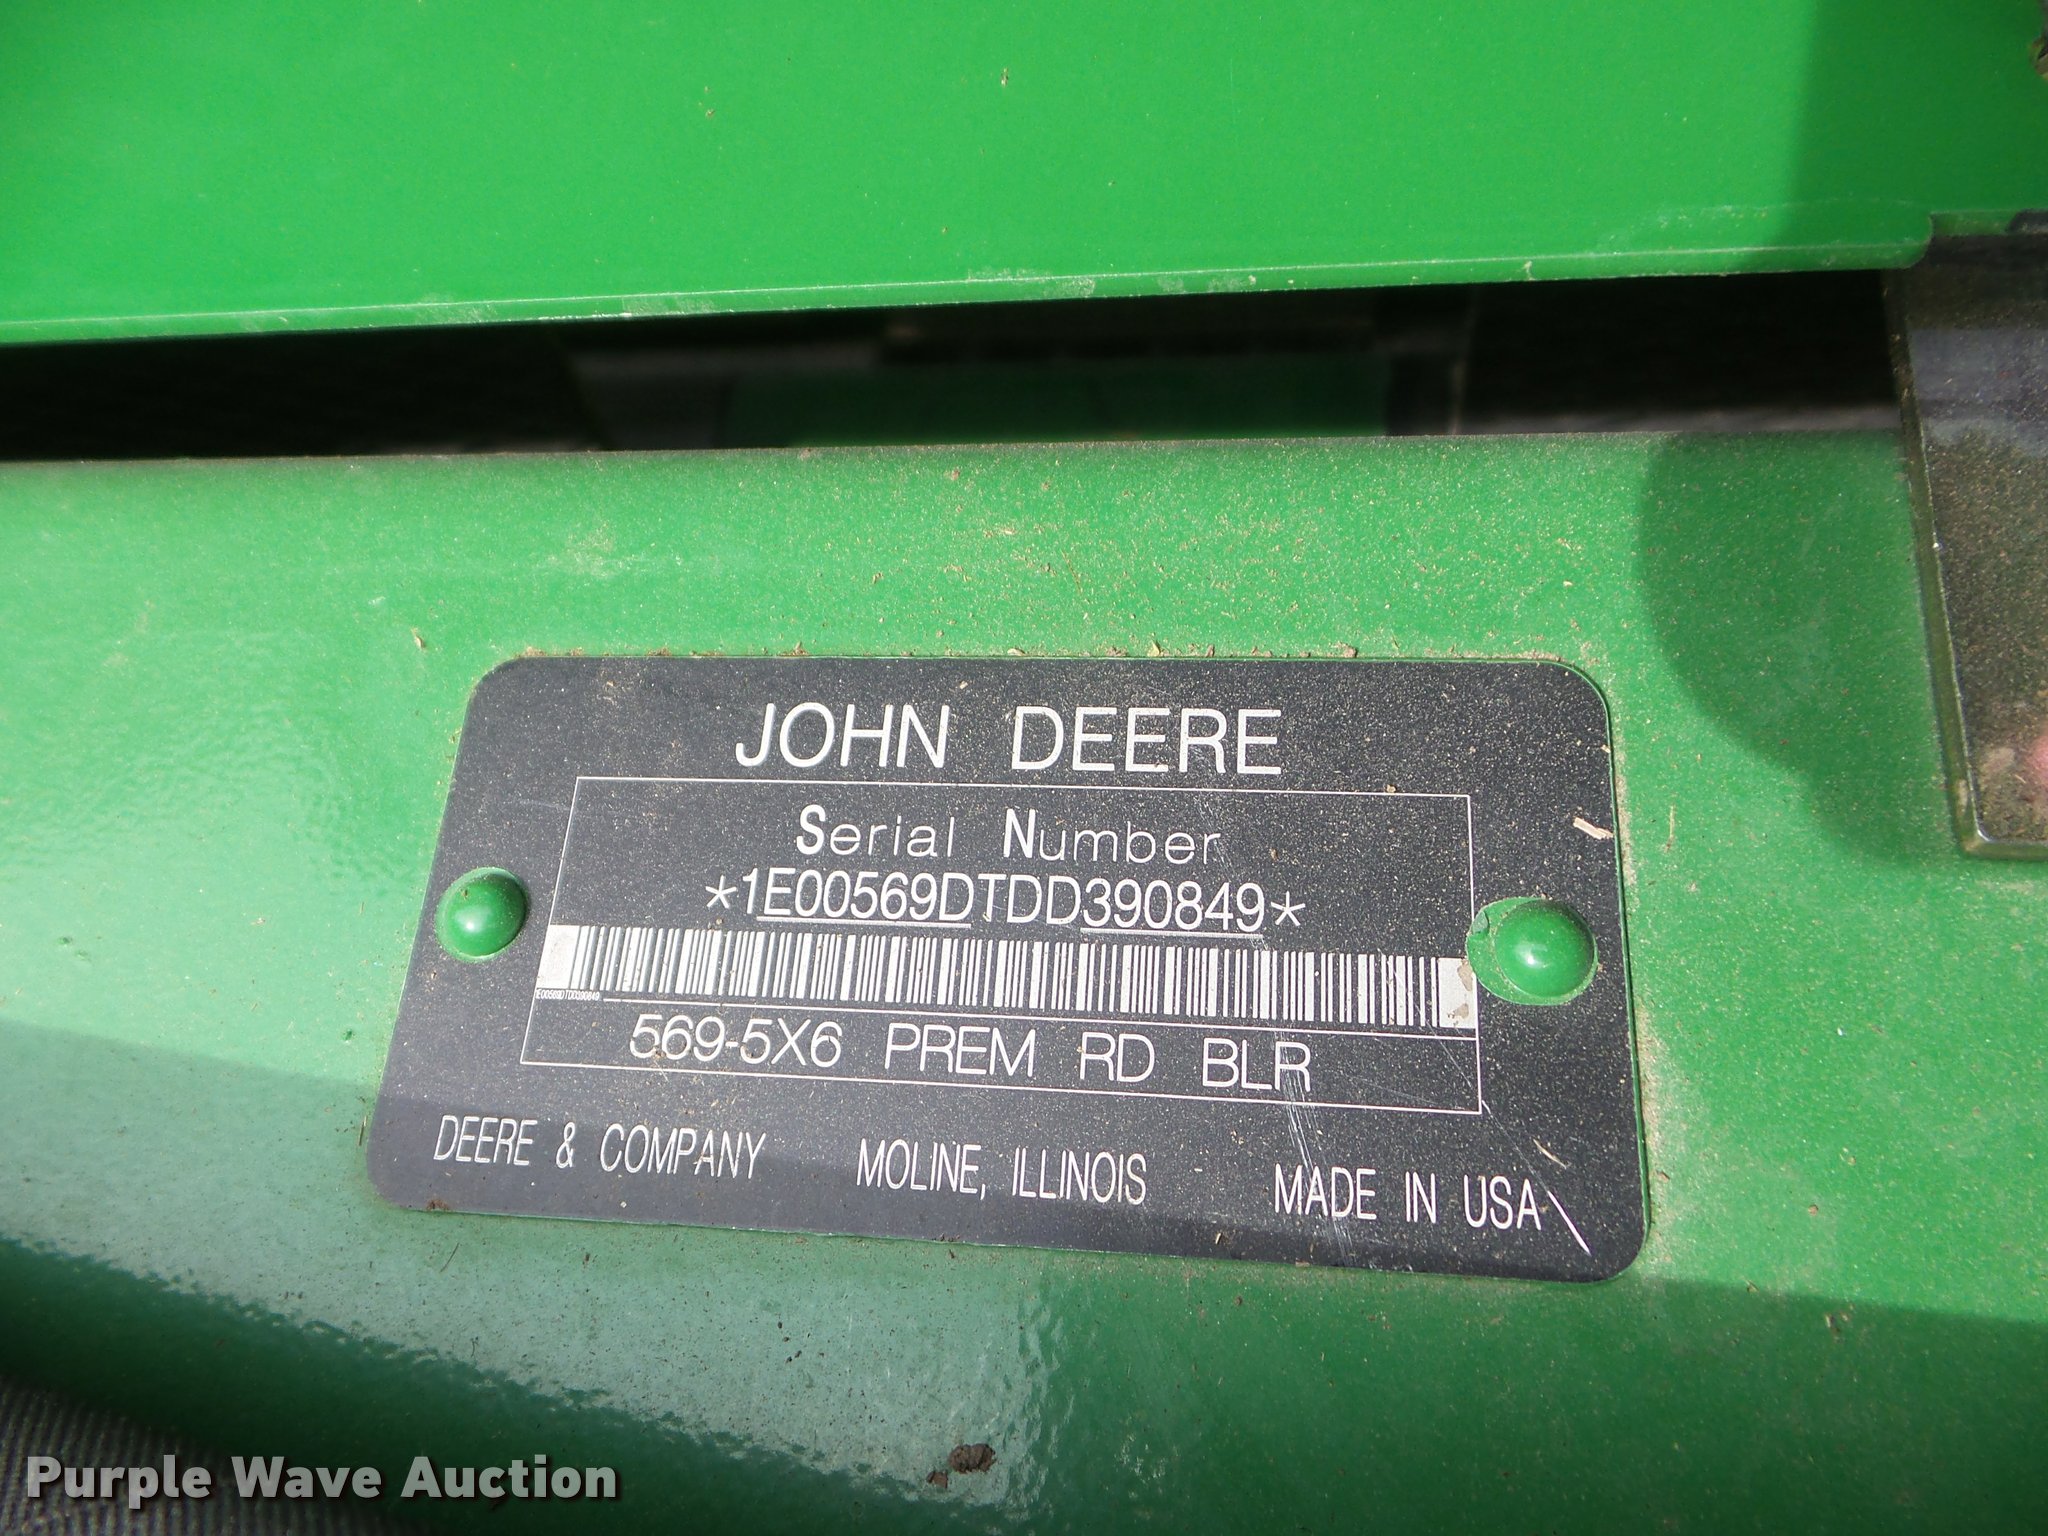 JOHN DEERE
Serial Number
*1E00569DTDD390849*
1E00569DTDD390849
569-5X6 PREM RD BLR
DEERE & COMPANY MOLINE, ILLINOIS MADE IN USA
Purple Wave Auction